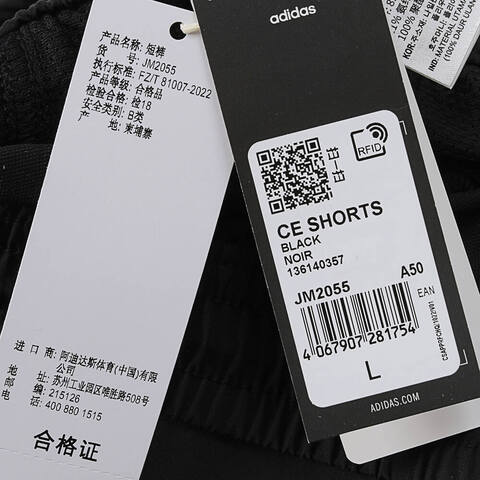 产品名称: 短裤
货 号: JM2055
执行标准: FZ/T 81007-2022
产品等级: 合格品
检验合格: 检18
安全类别: B类
产 地: 柬埔寨
进 口 商: 阿迪达斯体育(中国)有限
公司
地 址: 苏州工业园区唯胜路508号
邮 编: 215126
电 话: 400 880 1515
合格证
adidas
RFID
CE SHORTS
BLACK
NOIR
136140357
JM2055 A50
EAN
4 067907 281754
L
ADIDAS.COM